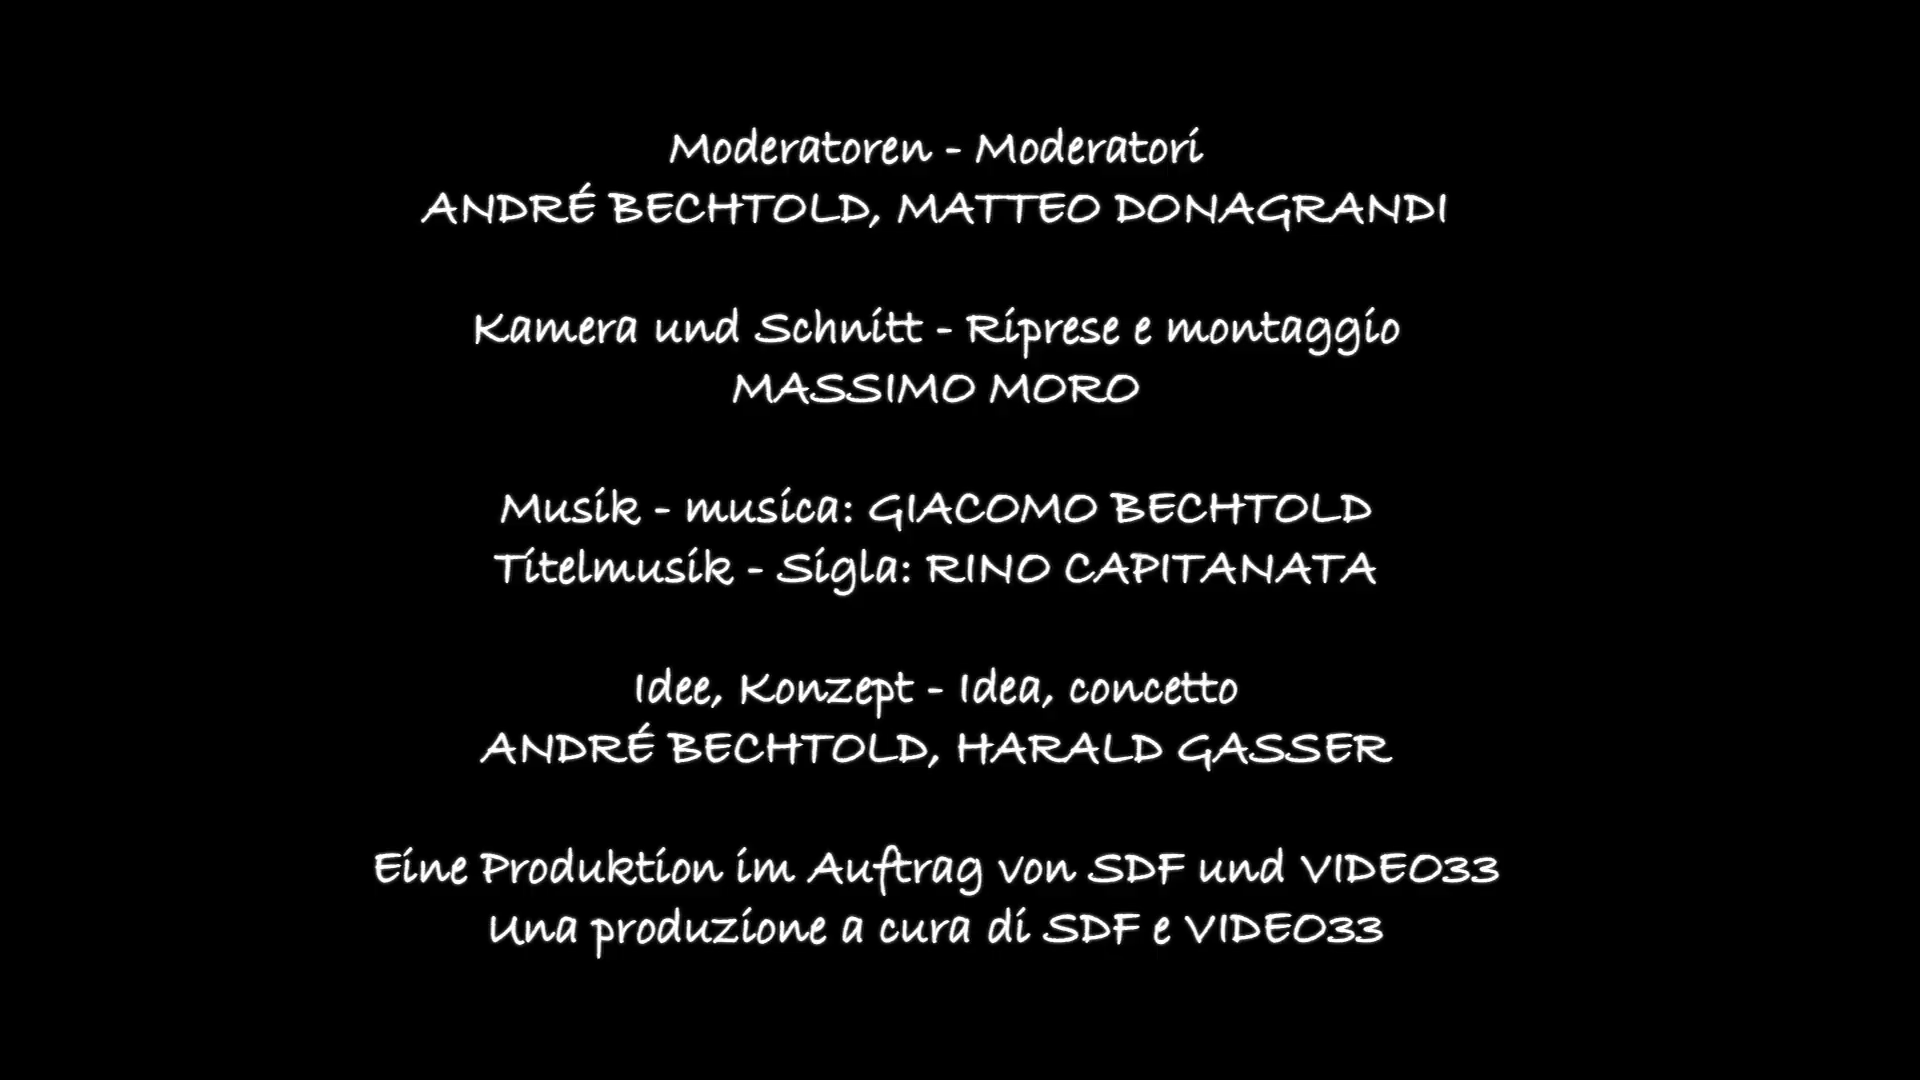 Moderatoren - Moderatori
ANDRÉ BECHTOLD, MATTEO DONAGRANDI
Kamera und Schnitt - Riprese e montaggio
MASSIMO MORO
Musik - musica: GIACOMO BECHTOLD
Titelmusik - Sigla: RINO CAPITANATA
Idee, Konzept - Idea, concetto
ANDRÉ BECHTOLD, HARALD GASSER
Eine Produktion im Auftrag von SDF und VIDEO33
Una produzione a cura di SDF e VIDEO33